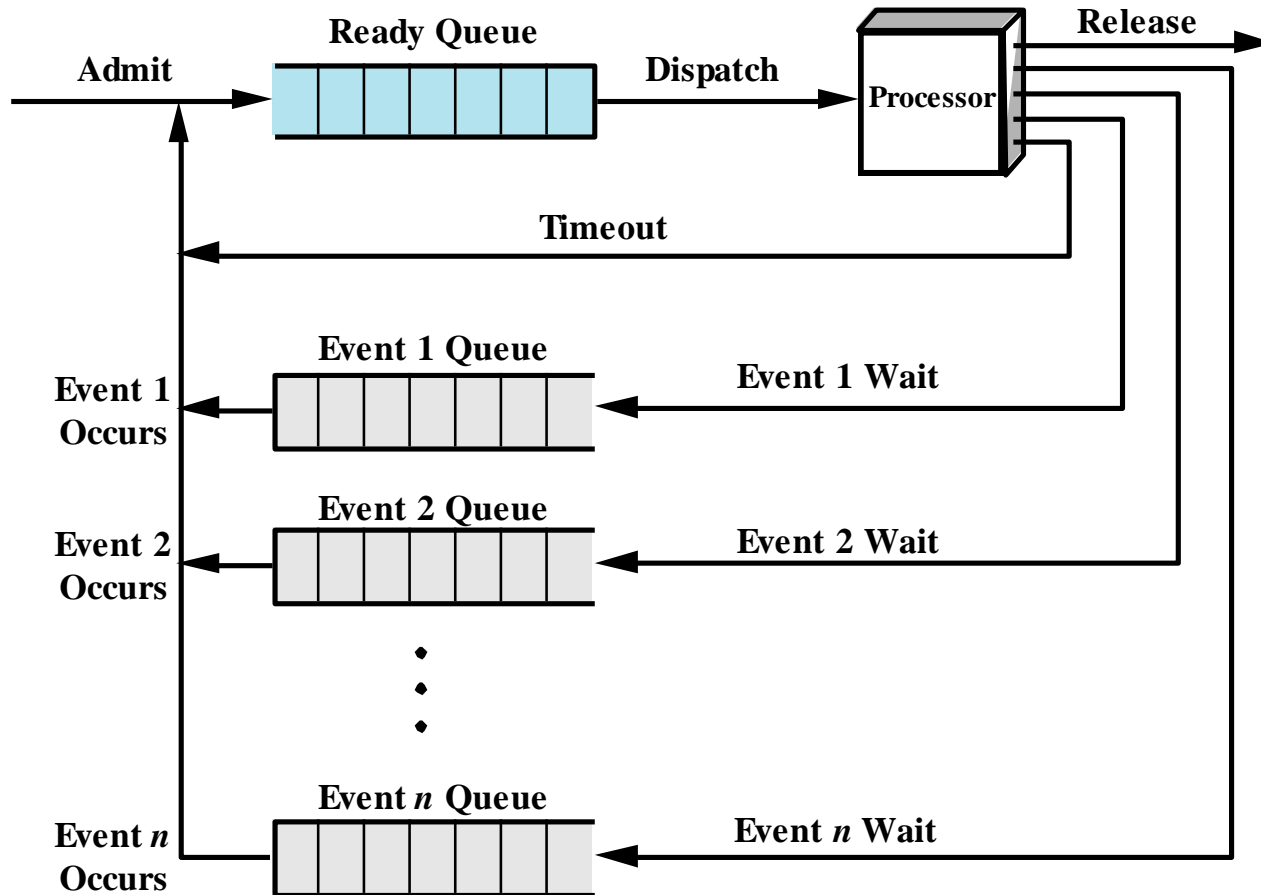 Ready Queue
Release
Admit
Dispatch
Processor
Timeout
Event 1 Queue
Event 1
Occurs
Event 1 Wait
Event 2 Queue
Event 2
Occurs
Event 2 Wait
Event n Queue
Event n
Occurs
Event n Wait